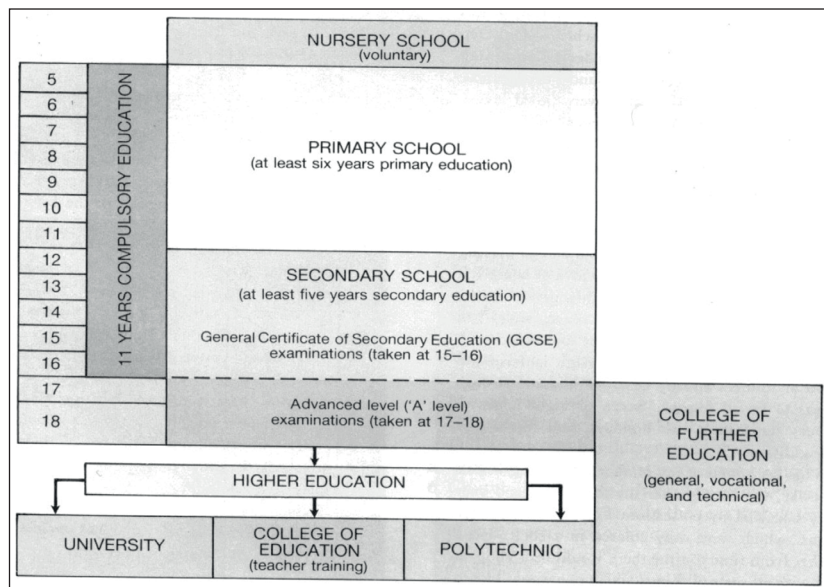 NURSERY SCHOOL
(voluntary)
5
6
7
8
9
10
11
12
13
14
15
16
17
18
11 YEARS COMPULSORY EDUCATION
PRIMARY SCHOOL
(at least six years primary education)
SECONDARY SCHOOL
(at least five years secondary education)
General Certificate of Secondary Education (GCSE)
examinations (taken at 15–16)
Advanced level (‘A’ level)
examinations (taken at 17–18)
COLLEGE OF
FURTHER
EDUCATION
(general, vocational,
and technical)
HIGHER EDUCATION
UNIVERSITY
COLLEGE OF
EDUCATION
(teacher training)
POLYTECHNIC